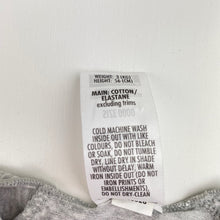 WEIGHT: 3 (KG)
HEIGHT: 56 (CM)
MAIN: COTTON/
ELASTANE
excluding trims
COLD MACHINE WASH
INSIDE OUT WITH LIKE
COLOURS, DO NOT BLEACH
OR SOAK, DO NOT TUMBLE
DRY, LINE DRY IN SHADE
WITHOUT DELAY, WARM
IRON INSIDE OUT (DO NOT
IRON PRINTS OR
EMBELLISHMENTS),
DO NOT DRY-CLEAN